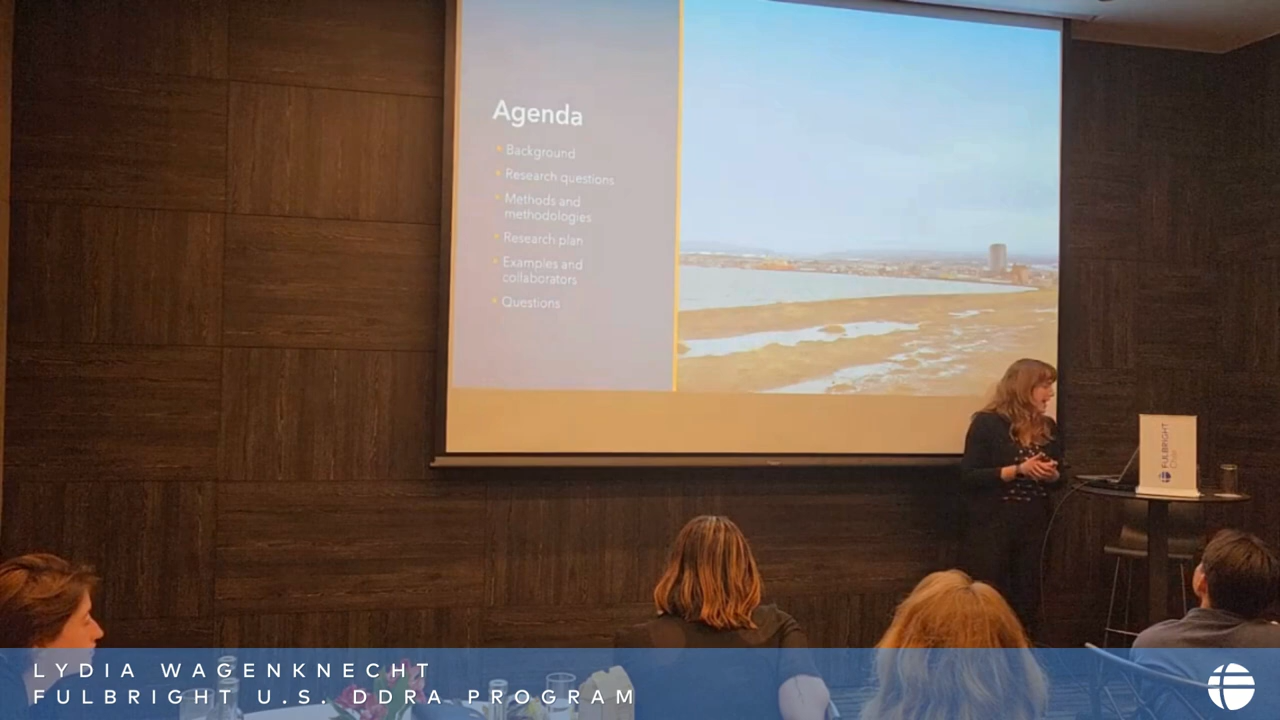 Agenda
Background
Research questions
Methods and
methodologies
Research plan
Examples and
collaborators
Questions
FULBRIGHT
LYDIA WAGENKNECHT
FULBRIGHT U.S. DDRA PROGRAM